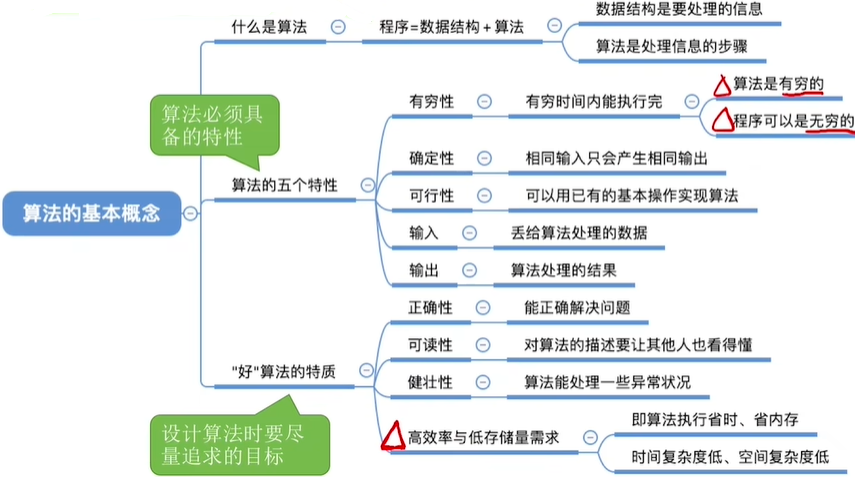 什么是算法
程序=数据结构+算法
数据结构是要处理的信息
算法是处理信息的步骤
算法必须具
备的特性
算法的基本概念
算法的五个特性
有穷性
有穷时间内能执行完
算法是有穷的
程序可以是无穷的
确定性
相同输入只会产生相同输出
可行性
可以用已有的基本操作实现算法
输入
丢给算法处理的数据
输出
算法处理的结果
"好"算法的特质
正确性
能正确解决问题
可读性
对算法的描述要让其他人也看得懂
健壮性
算法能处理一些异常状况
高效率与低存储量需求
即算法执行省时、省内存
时间复杂度低、空间复杂度低
设计算法时要尽
量追求的目标